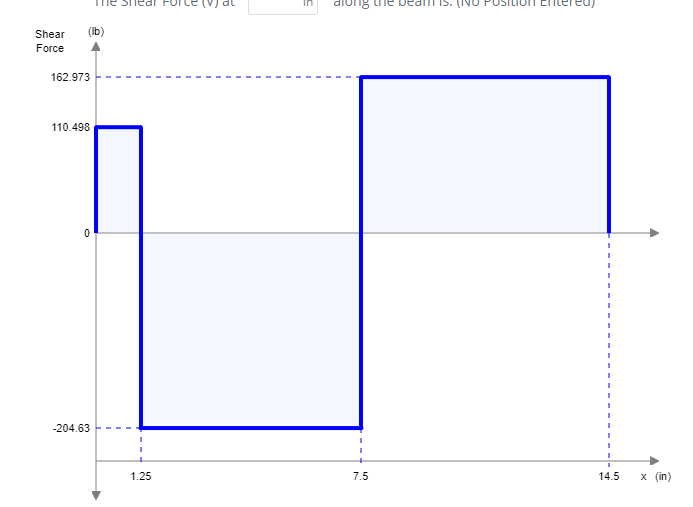 The Shear Force (V) at in along the beam is: (No Position Entered)
Shear Force
(lb)
162.973
110.498
0
-204.63
1.25 7.5 14.5 x (in)